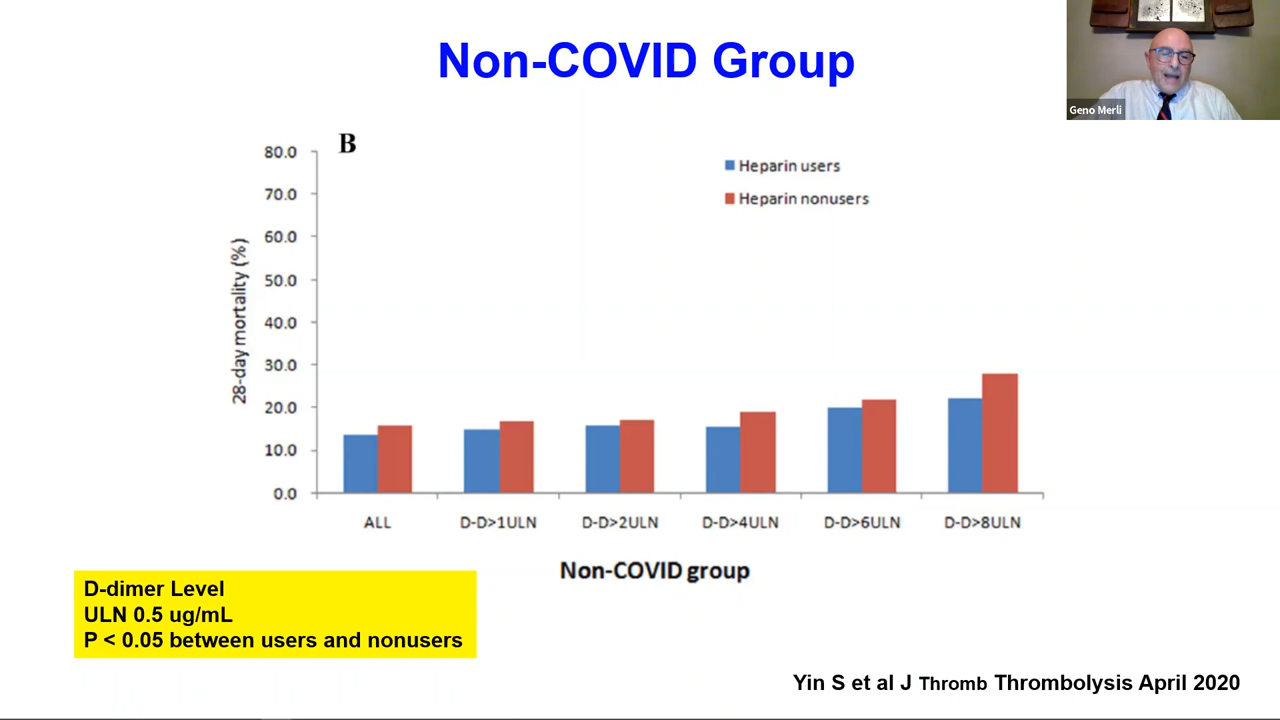 Non-COVID Group
Geno Merli
B
80.0
70.0
60.0
50.0
40.0
30.0
20.0
10.0
0.0
28-day mortality (%)
Heparin users
Heparin nonusers
ALL D-D>1ULN D-D>2ULN D-D>4ULN D-D>6ULN D-D>8ULN
Non-COVID group
D-dimer Level
ULN 0.5 ug/mL
P < 0.05 between users and nonusers
Yin S et al J Thromb Thrombolysis April 2020